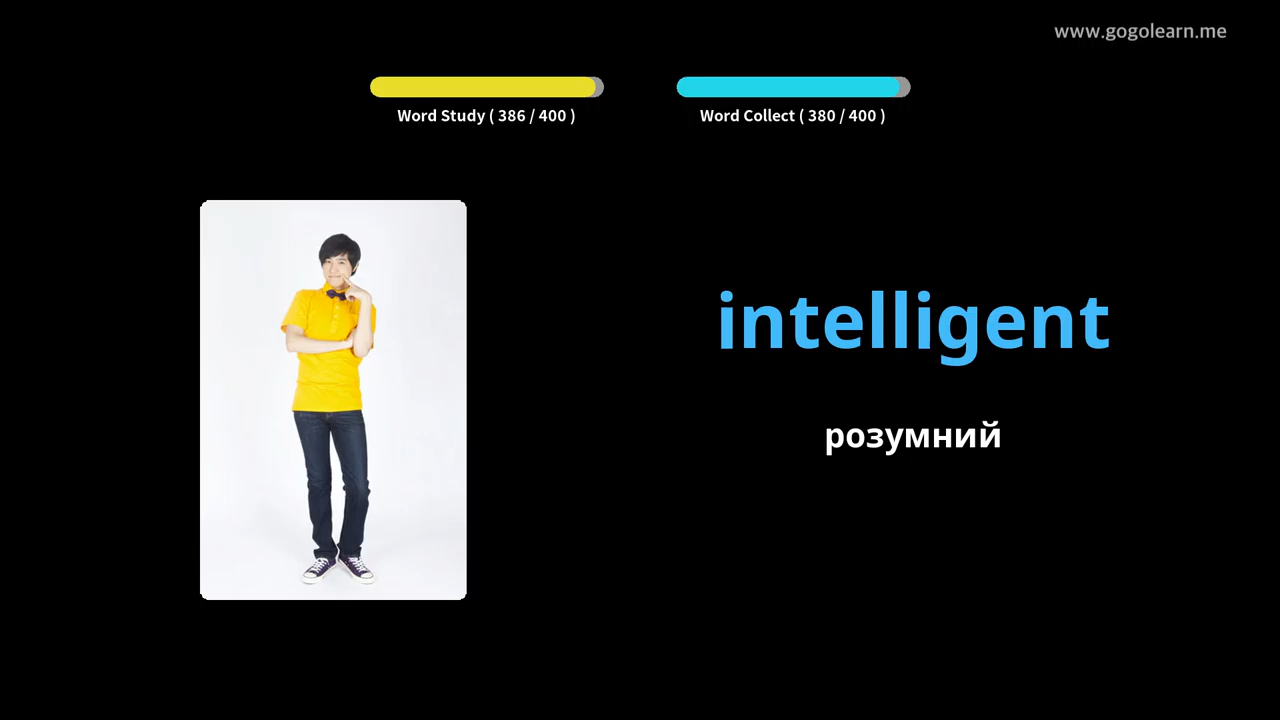 www.gogolearn.me
Word Study ( 386 / 400 )
Word Collect ( 380 / 400 )
intelligent
розумний